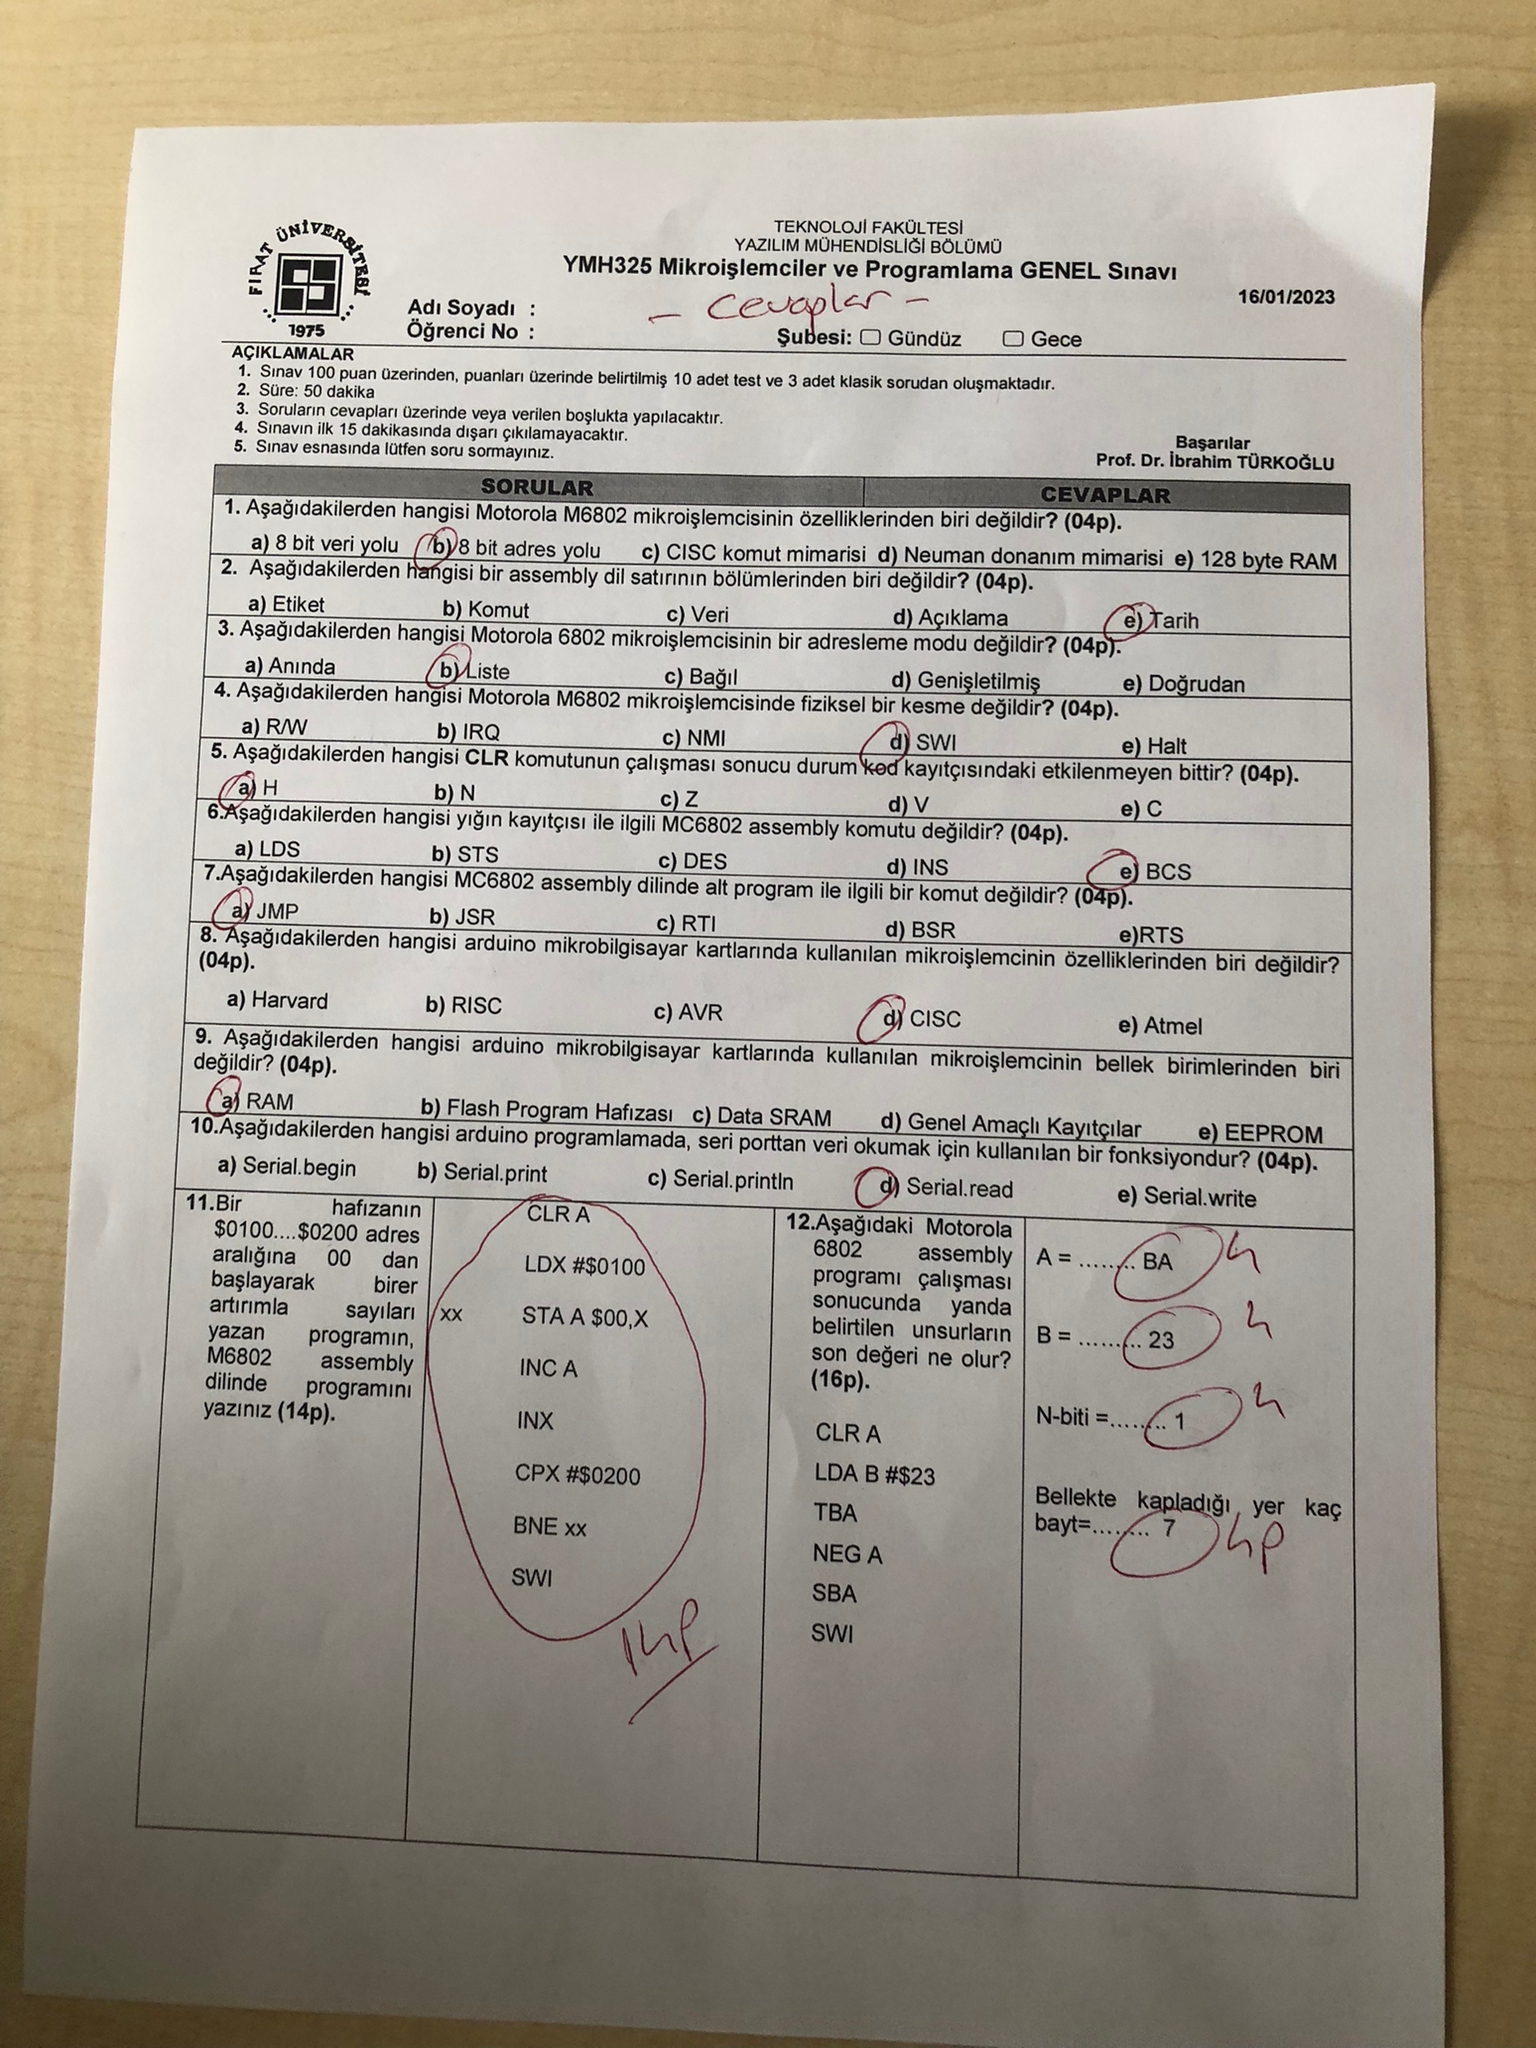 FIRAT ÜNİVERSİTESİ
1975
TEKNOLOJİ FAKÜLTESİ
YAZILIM MÜHENDİSLİĞİ BÖLÜMÜ
YMH325 Mikroişlemciler ve Programlama GENEL Sınavı
16/01/2023
- Cevaplar -
Adı Soyadı :
Öğrenci No :
Şubesi: Gündüz Gece
AÇIKLAMALAR
1. Sınav 100 puan üzerinden, puanları üzerinde belirtilmiş 10 adet test ve 3 adet klasik sorudan oluşmaktadır.
2. Süre: 50 dakika
3. Soruların cevapları üzerinde veya verilen boşlukta yapılacaktır.
4. Sınavın ilk 15 dakikasında dışarı çıkılamayacaktır.
5. Sınav esnasında lütfen soru sormayınız.
Başarılar
Prof. Dr. İbrahim TÜRKOĞLU
SORULAR CEVAPLAR
1. Aşağıdakilerden hangisi Motorola M6802 mikroişlemcisinin özelliklerinden biri değildir? (04p).
a) 8 bit veri yolu b) 8 bit adres yolu c) CISC komut mimarisi d) Neuman donanım mimarisi e) 128 byte RAM
2. Aşağıdakilerden hangisi bir assembly dil satırının bölümlerinden biri değildir? (04p).
a) Etiket b) Komut c) Veri d) Açıklama e) Tarih
3. Aşağıdakilerden hangisi Motorola 6802 mikroişlemcisinin bir adresleme modu değildir? (04p).
a) Anında b) Liste c) Bağıl d) Genişletilmiş e) Doğrudan
4. Aşağıdakilerden hangisi Motorola M6802 mikroişlemcisinde fiziksel bir kesme değildir? (04p).
a) R/W b) IRQ c) NMI d) SWI e) Halt
5. Aşağıdakilerden hangisi CLR komutunun çalışması sonucu durum kod kayıtçısındaki etkilenmeyen bittir? (04p).
a) H b) N c) Z d) V e) C
6.Aşağıdakilerden hangisi yığın kayıtçısı ile ilgili MC6802 assembly komutu değildir? (04p).
a) LDS b) STS c) DES d) INS e) BCS
7.Aşağıdakilerden hangisi MC6802 assembly dilinde alt program ile ilgili bir komut değildir? (04p).
a) JMP b) JSR c) RTI d) BSR e)RTS
8. Aşağıdakilerden hangisi arduino mikrobilgisayar kartlarında kullanılan mikroişlemcinin özelliklerinden biri değildir?
(04p).
a) Harvard b) RISC c) AVR d) CISC e) Atmel
9. Aşağıdakilerden hangisi arduino mikrobilgisayar kartlarında kullanılan mikroişlemcinin bellek birimlerinden biri
değildir? (04p).
a) RAM b) Flash Program Hafızası c) Data SRAM d) Genel Amaçlı Kayıtçılar e) EEPROM
10.Aşağıdakilerden hangisi arduino programlamada, seri porttan veri okumak için kullanılan bir fonksiyondur? (04p).
a) Serial.begin b) Serial.print c) Serial.println d) Serial.read e) Serial.write
11.Bir hafızanın
$0100....$0200 adres
aralığına 00 dan
başlayarak birer
artırımla sayıları
yazan programın,
M6802 assembly
dilinde programını
yazınız (14p).
CLR A
LDX #$0100
xx STA A $00,X
INC A
INX
CPX #$0200
BNE xx
SWI
14p
12.Aşağıdaki Motorola
6802 assembly
programı çalışması
sonucunda yanda
belirtilen unsurların
son değeri ne olur?
(16p).
CLR A
LDA B #$23
TBA
NEG A
SBA
SWI
A = ........ BA 4
B = ......... 23 4
N-biti =........ 1 4
Bellekte kapladığı yer kaç
bayt=........ 7 4p